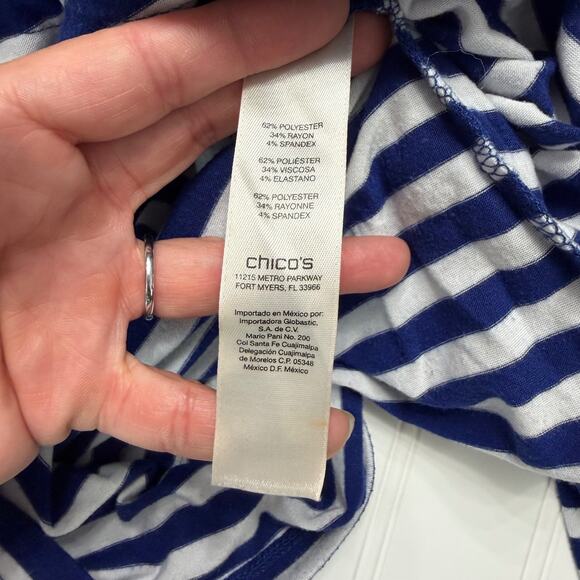 62% POLYESTER
34% RAYON
4% SPANDEX
62% POLIÉSTER
34% VISCOSA
4% ELASTANO
62% POLYESTER
34% RAYONNE
4% SPANDEX
chico's
11215 METRO PARKWAY
FORT MYERS, FL 33966
Importado en México por:
Importadora Globastic,
S.A. de C.V.
Mario Pani No. 200
Col Santa Fe Cuajimalpa
Delegación Cuajimalpa
de Morelos C.P. 05348
México D.F. México